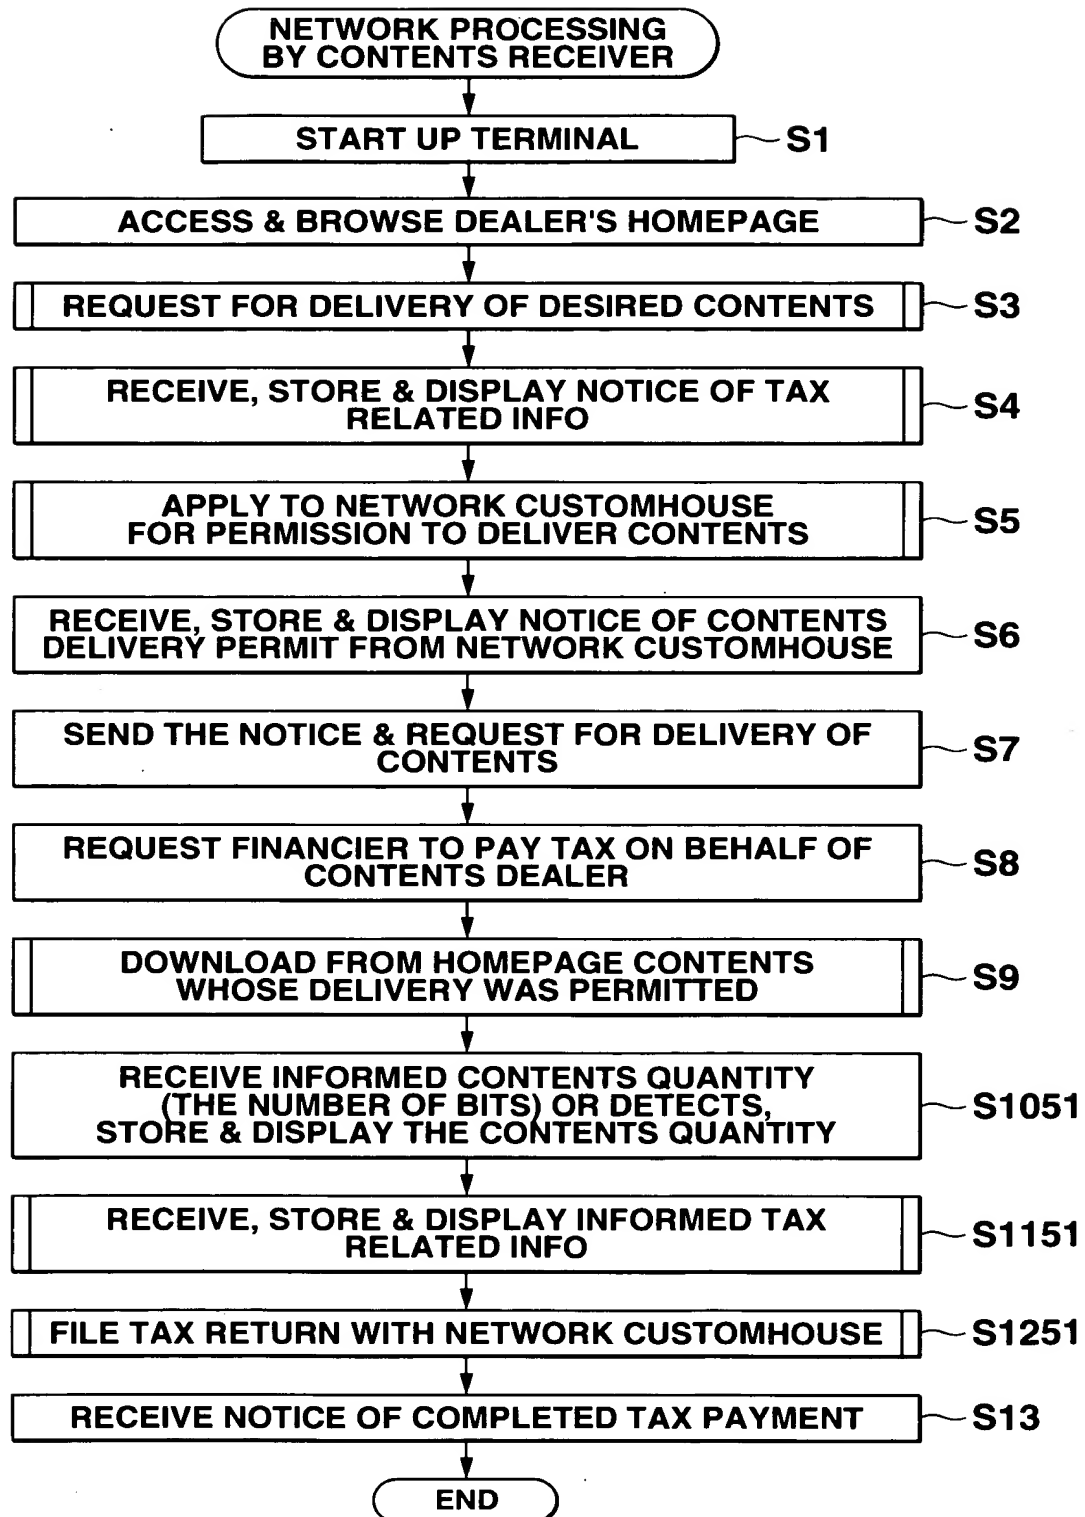 NETWORK PROCESSING
BY CONTENTS RECEIVER
START UP TERMINAL
S1
ACCESS & BROWSE DEALER'S HOMEPAGE
S2
REQUEST FOR DELIVERY OF DESIRED CONTENTS
S3
RECEIVE, STORE & DISPLAY NOTICE OF TAX
RELATED INFO
S4
APPLY TO NETWORK CUSTOMHOUSE
FOR PERMISSION TO DELIVER CONTENTS
S5
RECEIVE, STORE & DISPLAY NOTICE OF CONTENTS
DELIVERY PERMIT FROM NETWORK CUSTOMHOUSE
S6
SEND THE NOTICE & REQUEST FOR DELIVERY OF
CONTENTS
S7
REQUEST FINANCIER TO PAY TAX ON BEHALF OF
CONTENTS DEALER
S8
DOWNLOAD FROM HOMEPAGE CONTENTS
WHOSE DELIVERY WAS PERMITTED
S9
RECEIVE INFORMED CONTENTS QUANTITY
(THE NUMBER OF BITS) OR DETECTS,
STORE & DISPLAY THE CONTENTS QUANTITY
S1051
RECEIVE, STORE & DISPLAY INFORMED TAX
RELATED INFO
S1151
FILE TAX RETURN WITH NETWORK CUSTOMHOUSE
S1251
RECEIVE NOTICE OF COMPLETED TAX PAYMENT
S13
END